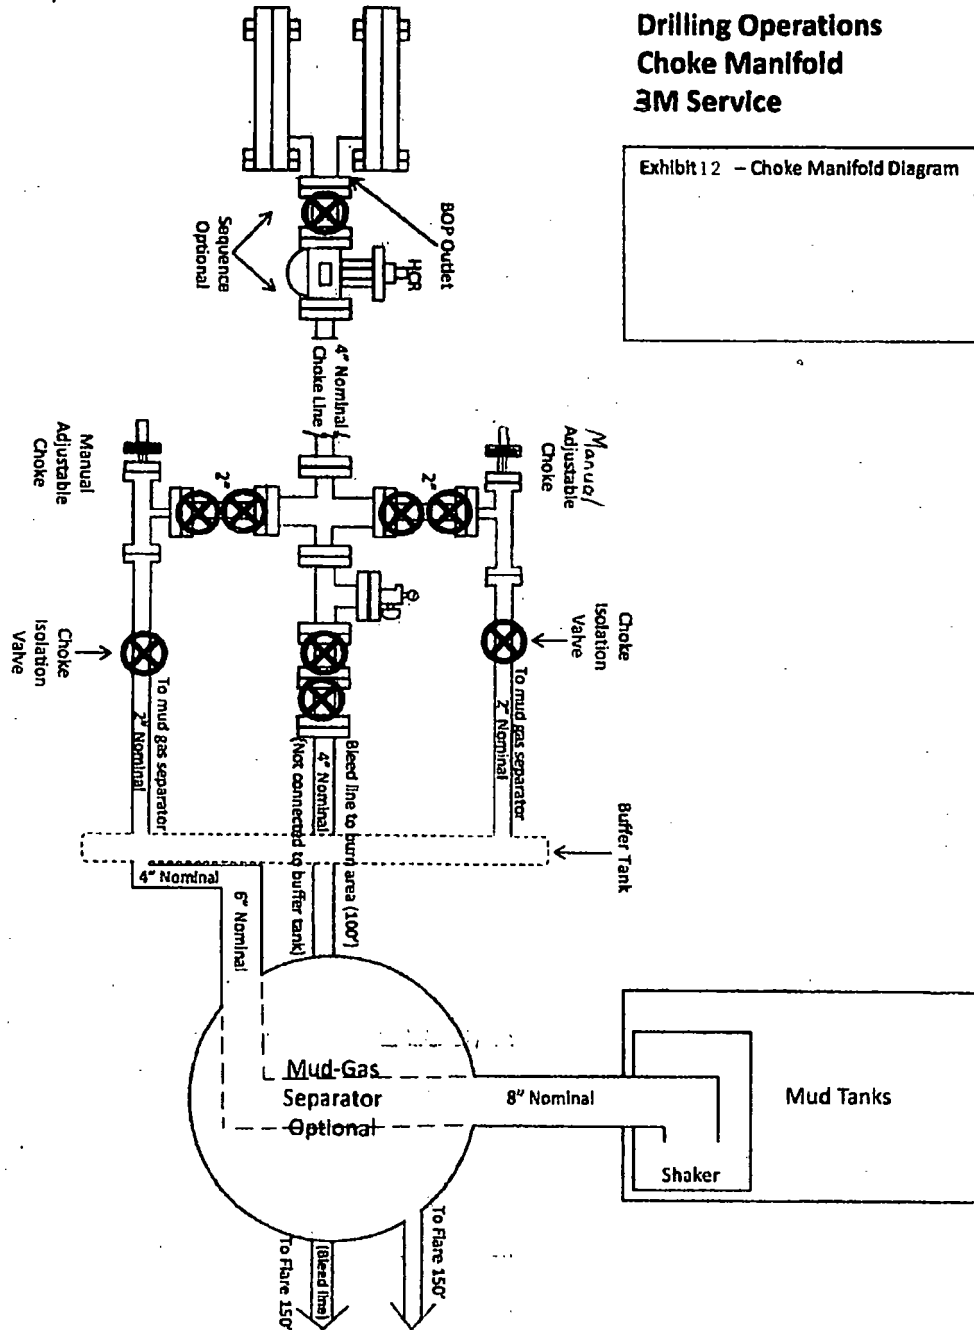 Drilling Operations
Choke Manifold
3M Service
Exhibit 12 – Choke Manifold Diagram
BOP Outlet
HCR
Sequence
Optional
4" Nominal
Choke Line
Manual
Adjustable
Choke
2"
2"
Manual
Adjustable
Choke
Choke
Isolation
Valve
Choke
Isolation
Valve
To mud gas separator
2" Nominal
To mud gas separator
2" Nominal
Bleed line to burn area (100')
4" Nominal
(Not connected to buffer tank)
Buffer Tank
4" Nominal
6" Nominal
Mud-Gas
Separator
Optional
8" Nominal
Mud Tanks
Shaker
To Flare 150'
(Bleed line)
To Flare 150'